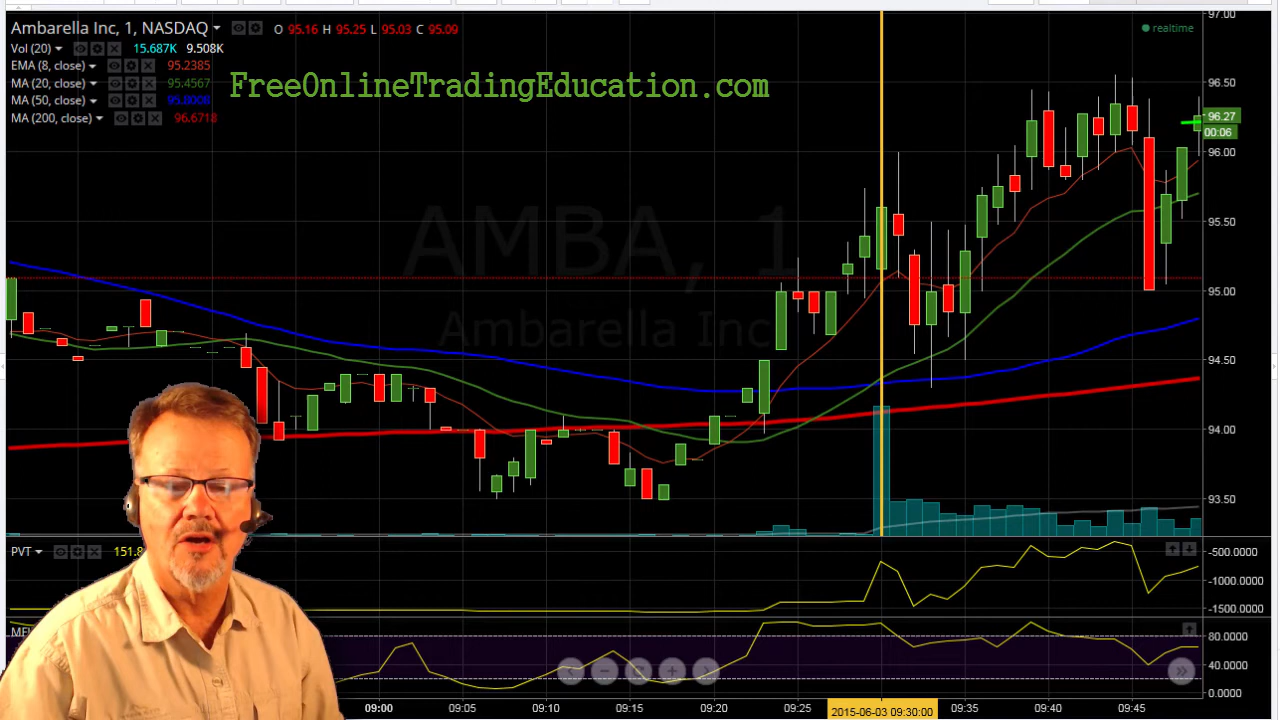 Ambarella Inc, 1, NASDAQ O 95.16 H 95.25 L 95.03 C 95.09
realtime
Vol (20) 15.687K 9.508K
EMA (8, close) 95.2385
MA (20, close) 95.4567
MA (50, close) 95.8008
MA (200, close) 96.6718
FreeOnlineTradingEducation.com
AMBA, 1
Ambarella Inc
97.00
96.50
96.27
00:06
96.00
95.50
95.00
94.50
94.00
93.50
PVT 151.8
-500.0000
-1000.0000
-1500.0000
MFI
80.0000
40.0000
0.0000
09:00 09:05 09:10 09:15 09:20 09:25 2015-06-03 09:30:00 09:35 09:40 09:45